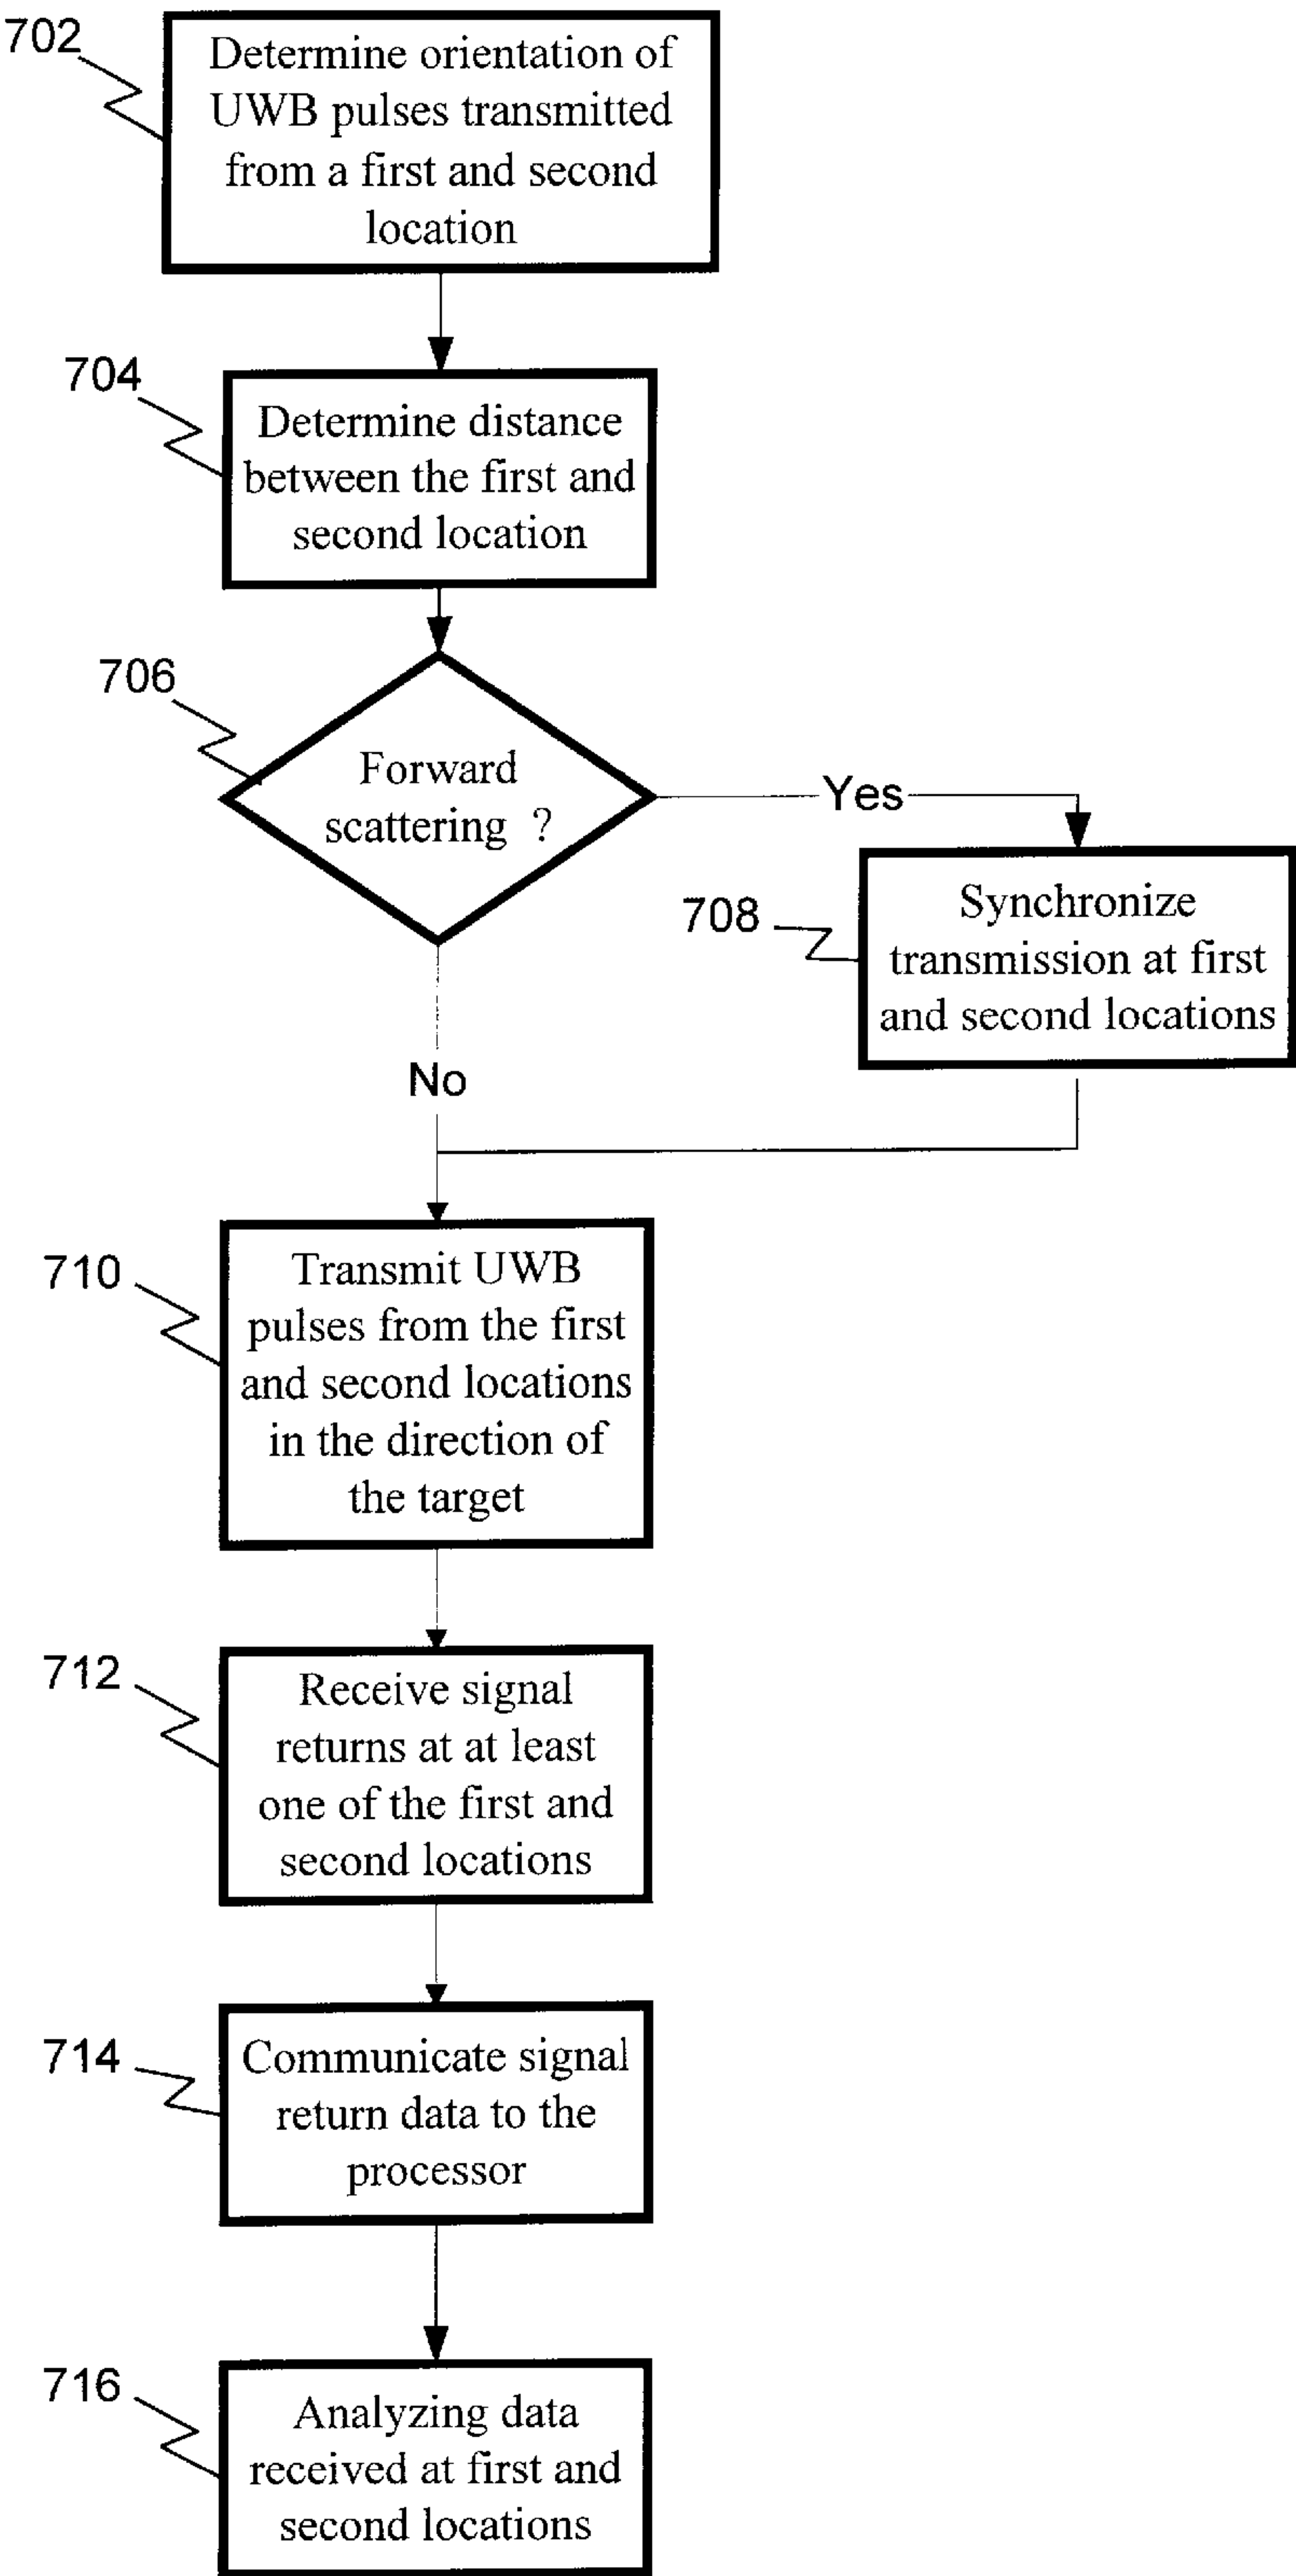 702
Determine orientation of
UWB pulses transmitted
from a first and second
location
704
Determine distance
between the first and
second location
706
Forward
scattering ?
Yes
708
Synchronize
transmission at first
and second locations
No
710
Transmit UWB
pulses from the first
and second locations
in the direction of
the target
712
Receive signal
returns at at least
one of the first and
second locations
714
Communicate signal
return data to the
processor
716
Analyzing data
received at first and
second locations